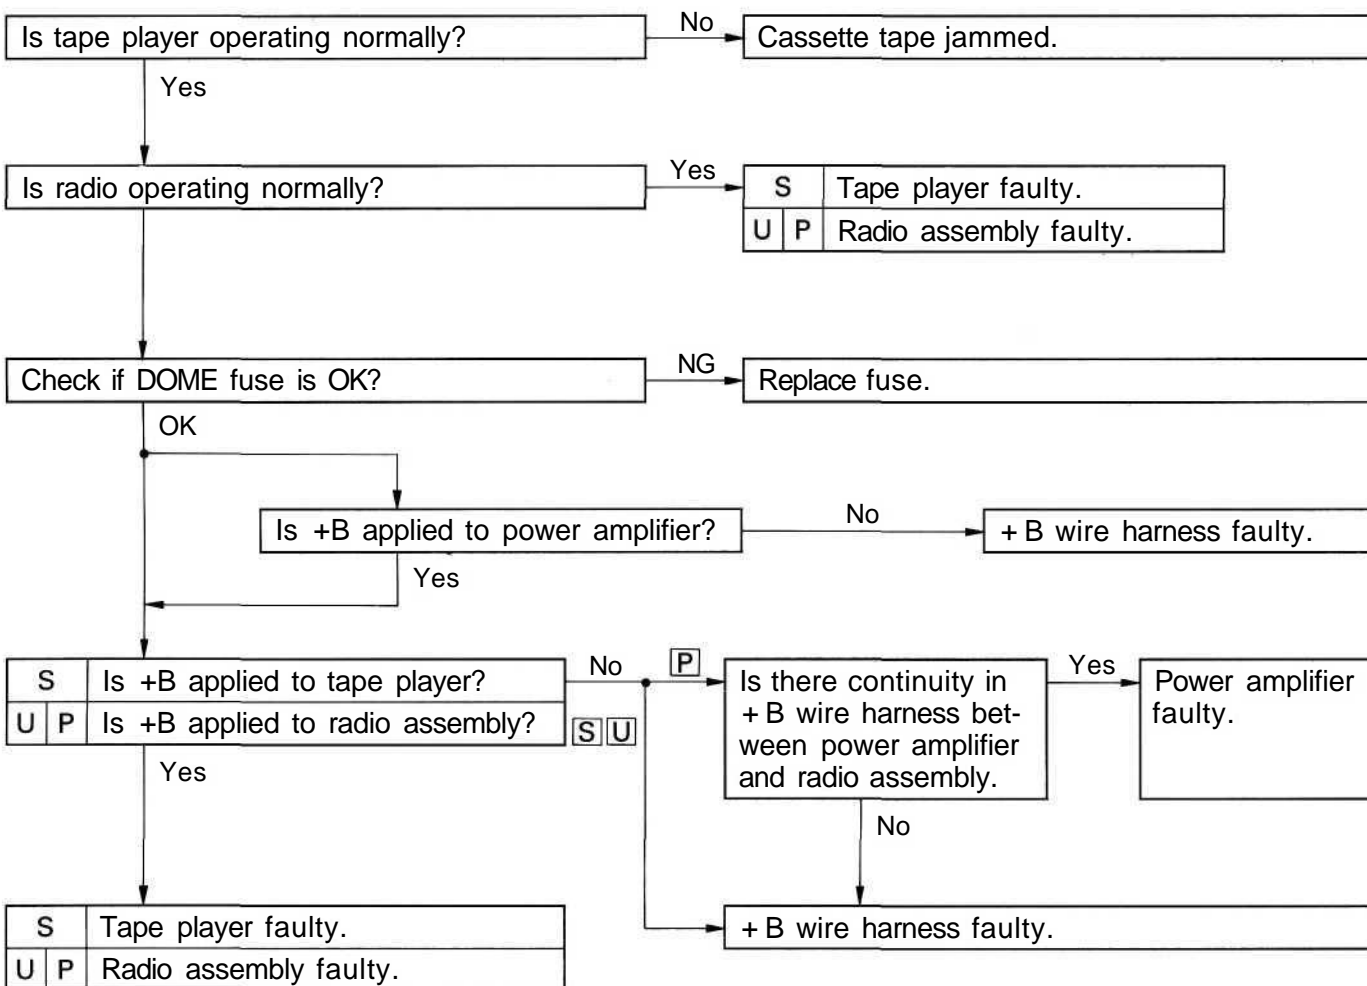 Is tape player operating normally?
No
Cassette tape jammed.
Yes
Is radio operating normally?
Yes
S Tape player faulty.
U P Radio assembly faulty.
Check if DOME fuse is OK?
NG
Replace fuse.
OK
Is +B applied to power amplifier?
No
+ B wire harness faulty.
Yes
S Is +B applied to tape player?
U P Is +B applied to radio assembly?
No
P
S U
Is there continuity in
+ B wire harness bet-
ween power amplifier
and radio assembly.
Yes
Power amplifier
faulty.
Yes
No
+ B wire harness faulty.
S Tape player faulty.
U P Radio assembly faulty.